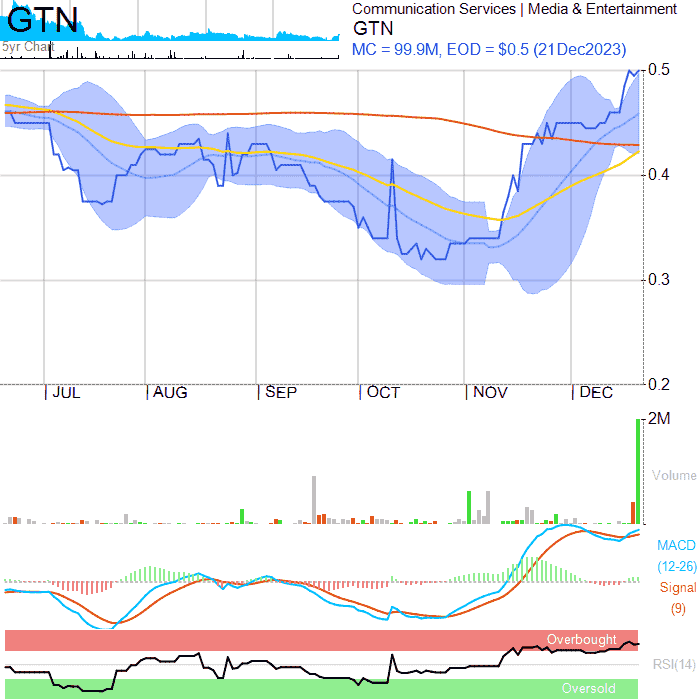 GTN
5yr Chart
Communication Services | Media & Entertainment
GTN
MC = 99.9M, EOD = $0.5 (21Dec2023)
0.5
0.4
0.3
0.2
JUL AUG SEP OCT NOV DEC
2M
Volume
MACD
(12-26)
Signal
(9)
Overbought
RSI(14)
Oversold